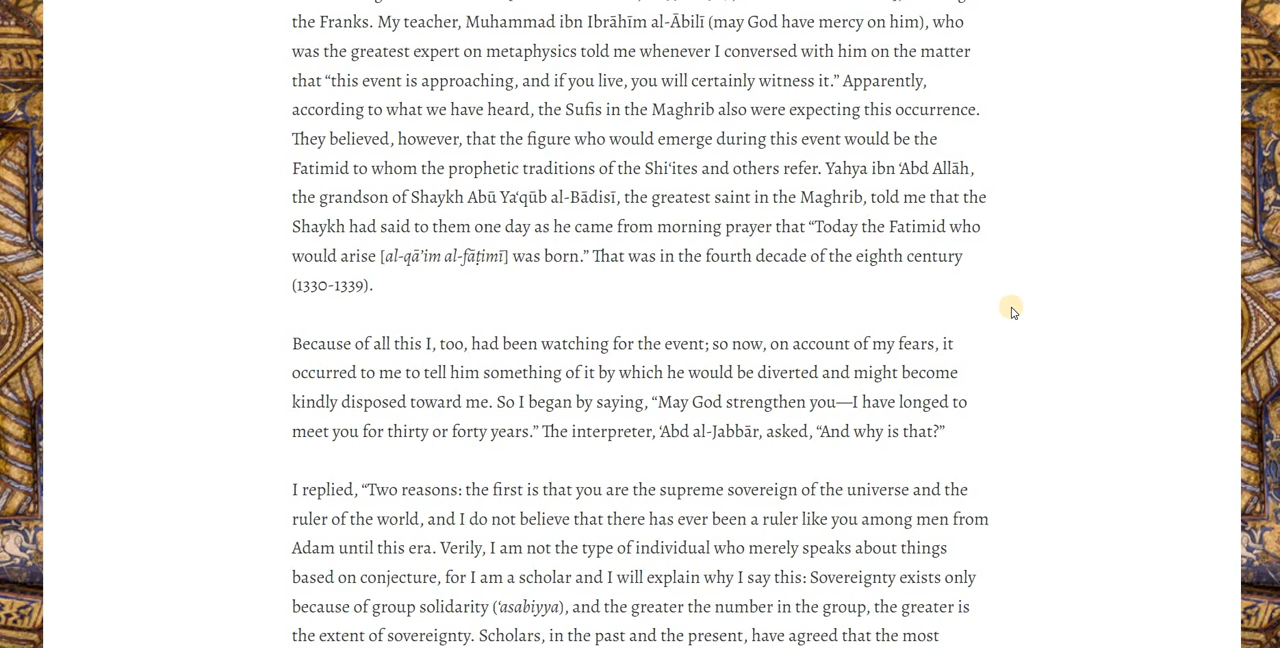 the Franks. My teacher, Muhammad ibn Ibrāhīm al-Ābilī (may God have mercy on him), who
was the greatest expert on metaphysics told me whenever I conversed with him on the matter
that “this event is approaching, and if you live, you will certainly witness it.” Apparently,
according to what we have heard, the Sufis in the Maghrib also were expecting this occurrence.
They believed, however, that the figure who would emerge during this event would be the
Fatimid to whom the prophetic traditions of the Shi‘ites and others refer. Yahya ibn ‘Abd Allāh,
the grandson of Shaykh Abū Ya‘qūb al-Bādisī, the greatest saint in the Maghrib, told me that the
Shaykh had said to them one day as he came from morning prayer that “Today the Fatimid who
would arise [al-qā’im al-fāṭimī] was born.” That was in the fourth decade of the eighth century
(1330-1339).
Because of all this I, too, had been watching for the event; so now, on account of my fears, it
occurred to me to tell him something of it by which he would be diverted and might become
kindly disposed toward me. So I began by saying, “May God strengthen you—I have longed to
meet you for thirty or forty years.” The interpreter, ‘Abd al-Jabbār, asked, “And why is that?”
I replied, “Two reasons: the first is that you are the supreme sovereign of the universe and the
ruler of the world, and I do not believe that there has ever been a ruler like you among men from
Adam until this era. Verily, I am not the type of individual who merely speaks about things
based on conjecture, for I am a scholar and I will explain why I say this: Sovereignty exists only
because of group solidarity (‘asabiyya), and the greater the number in the group, the greater is
the extent of sovereignty. Scholars, in the past and the present, have agreed that the most